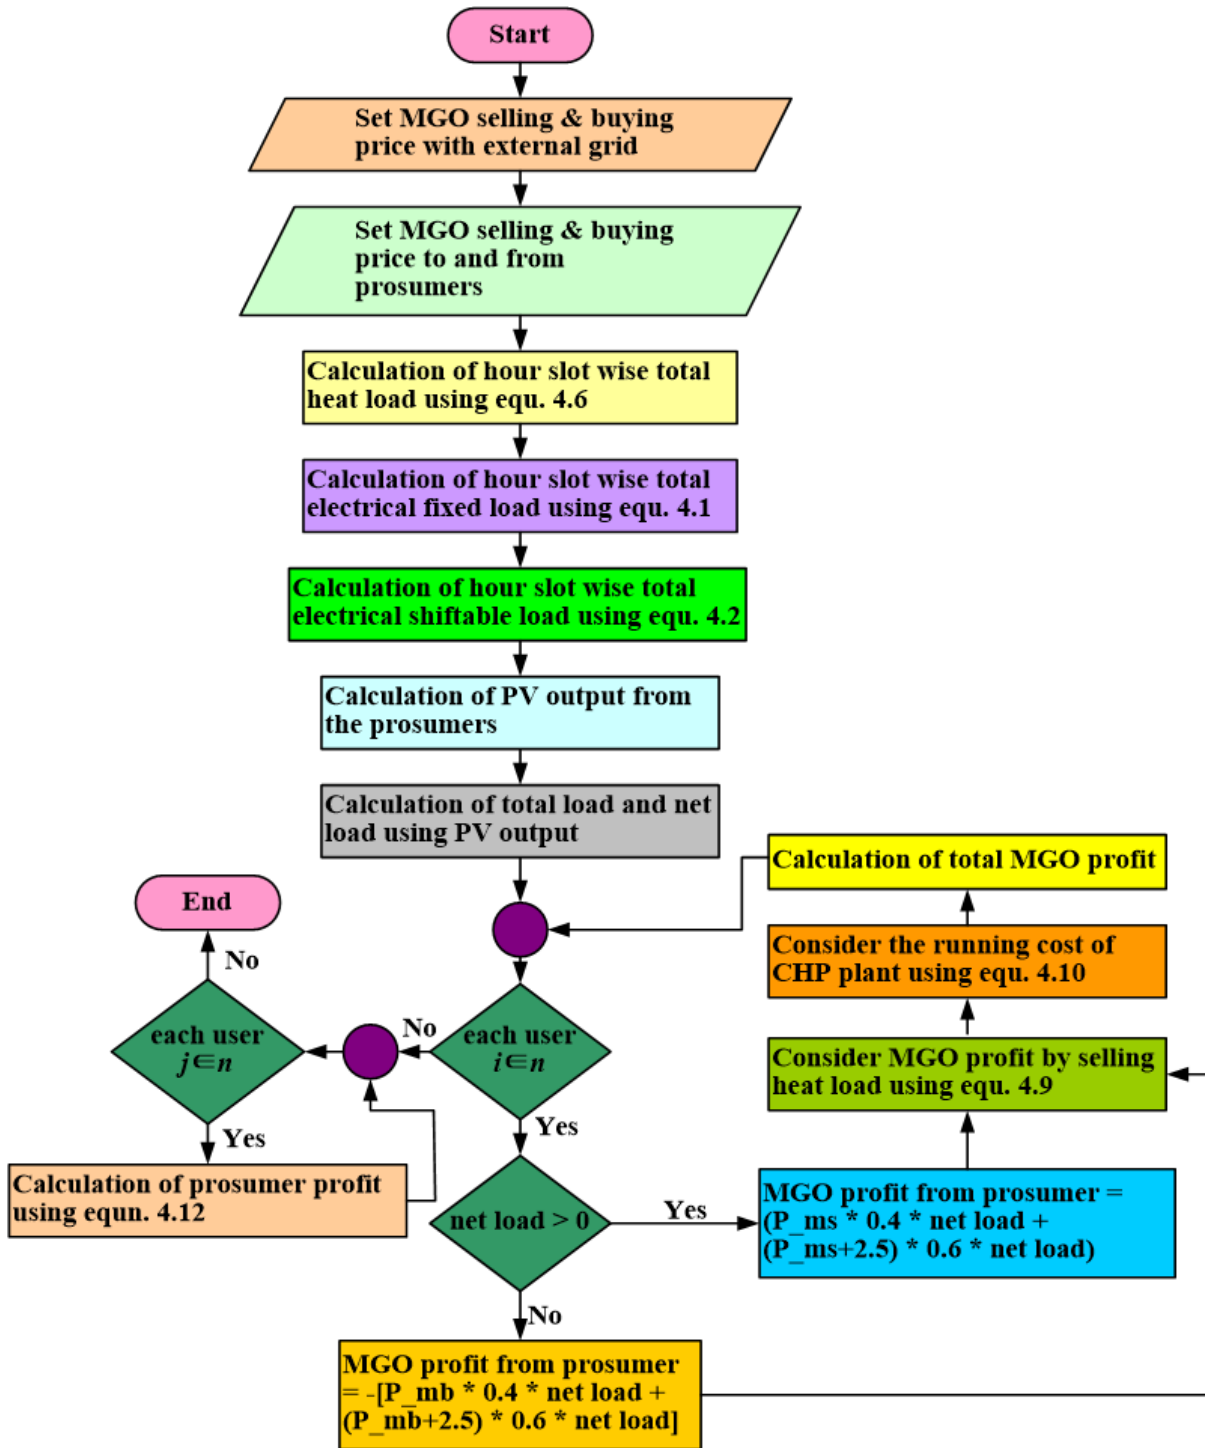 Start
Set MGO selling & buying
price with external grid
Set MGO selling & buying
price to and from
prosumers
Calculation of hour slot wise total
heat load using equ. 4.6
Calculation of hour slot wise total
electrical fixed load using equ. 4.1
Calculation of hour slot wise total
electrical shiftable load using equ. 4.2
Calculation of PV output from
the prosumers
Calculation of total load and net
load using PV output
Calculation of total MGO profit
End
Consider the running cost of
CHP plant using equ. 4.10
No
each user
j∈n
No
each user
i∈n
Consider MGO profit by selling
heat load using equ. 4.9
Yes
Yes
Calculation of prosumer profit
using equn. 4.12
net load > 0
Yes
MGO profit from prosumer =
(P_ms * 0.4 * net load +
(P_ms+2.5) * 0.6 * net load)
No
MGO profit from prosumer
= -[P_mb * 0.4 * net load +
(P_mb+2.5) * 0.6 * net load]